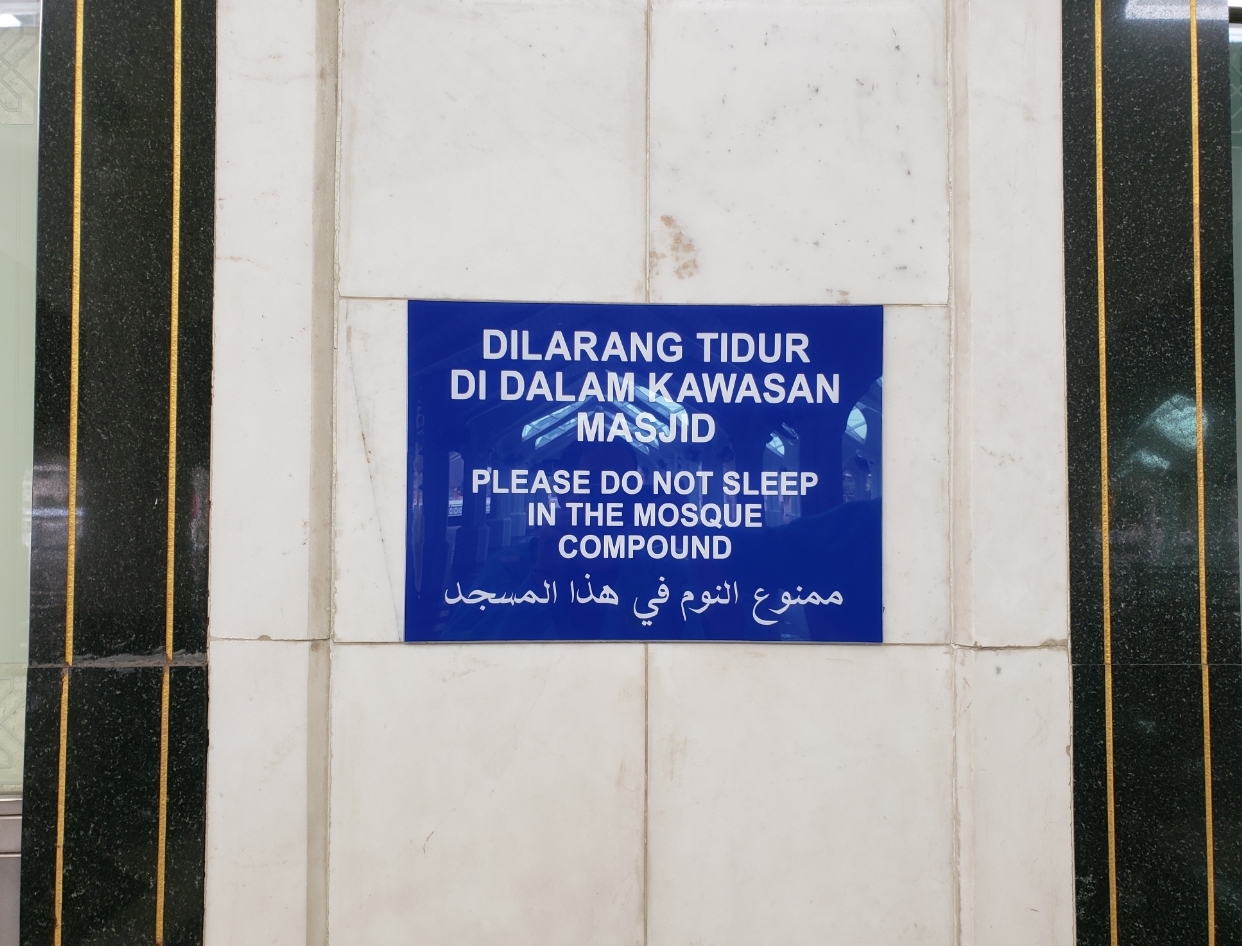 DILARANG TIDUR
DI DALAM KAWASAN
MASJID
PLEASE DO NOT SLEEP
IN THE MOSQUE
COMPOUND
ممنوع النوم في هذا المسجد